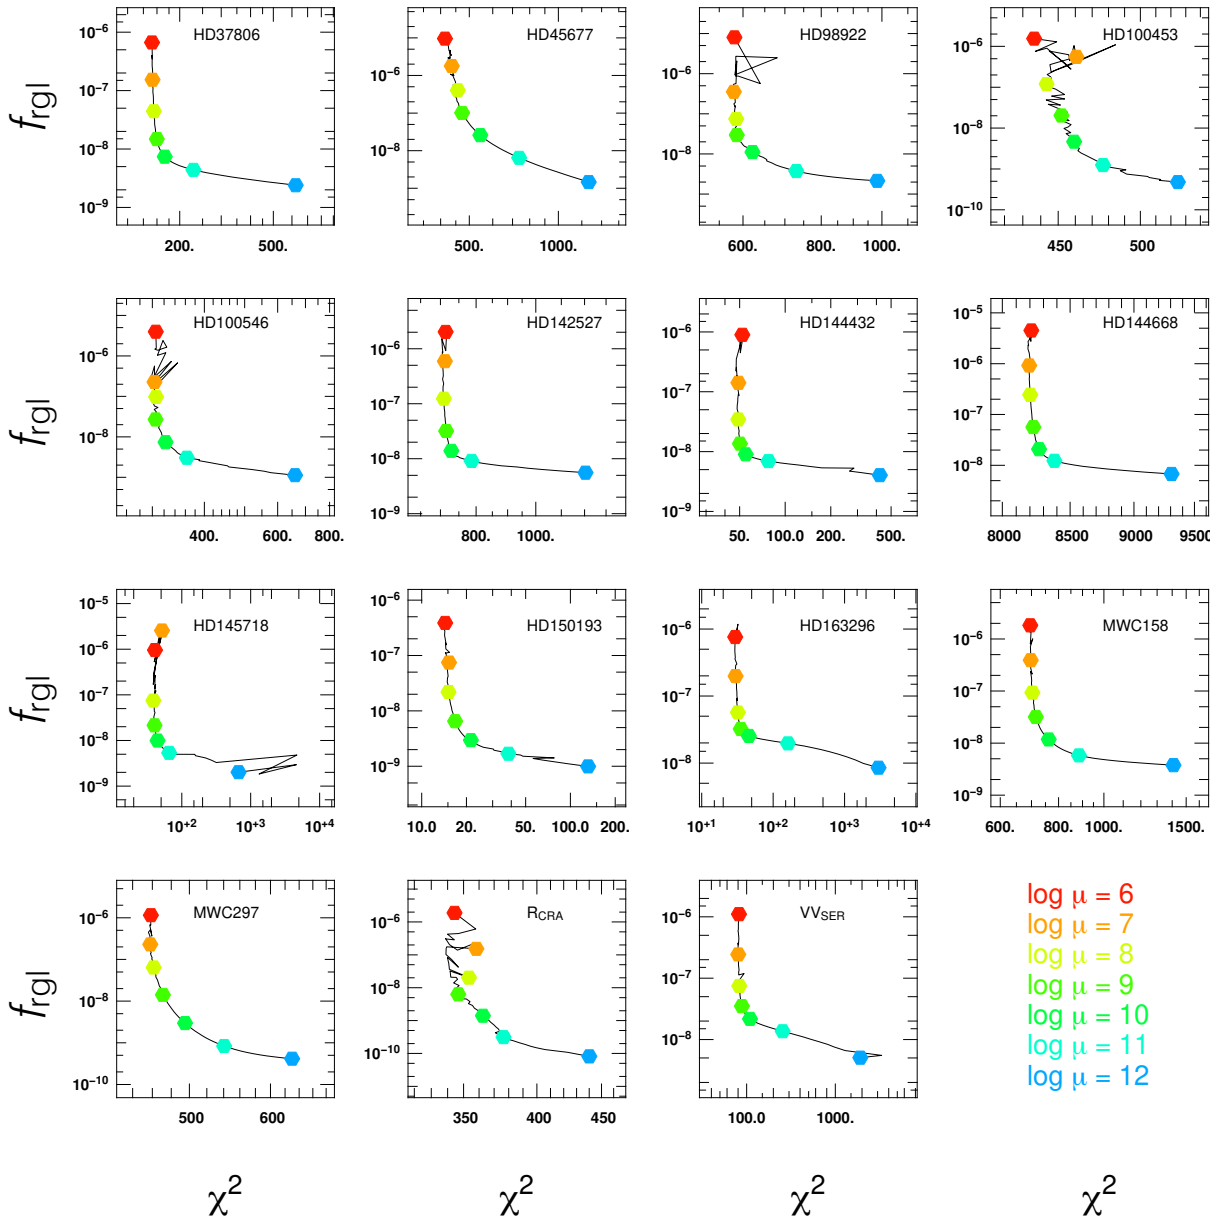 HD37806
f_rgl
10^-6
10^-7
10^-8
10^-9
200. 500.
HD45677
10^-6
10^-8
500. 1000.
HD98922
10^-6
10^-8
600. 800. 1000.
HD100453
10^-6
10^-8
10^-10
450 500
HD100546
f_rgl
10^-6
10^-8
400. 600. 800.
HD142527
10^-6
10^-7
10^-8
10^-9
800. 1000.
HD144432
10^-6
10^-7
10^-8
10^-9
50. 100.0 200. 500.
HD144668
10^-5
10^-6
10^-7
10^-8
8000 8500 9000 9500
HD145718
f_rgl
10^-5
10^-6
10^-7
10^-8
10^-9
10^+2 10^+3 10^+4
HD150193
10^-6
10^-7
10^-8
10^-9
10.0 20. 50. 100.0 200.
HD163296
10^-6
10^-7
10^-8
10^+1 10^+2 10^+3 10^+4
MWC158
10^-6
10^-7
10^-8
10^-9
600. 800. 1000. 1500.
MWC297
f_rgl
10^-6
10^-8
10^-10
500 600
χ^2
R_CRA
10^-6
10^-8
10^-10
350 400 450
χ^2
VV_SER
10^-6
10^-7
10^-8
100.0 1000.
χ^2
log μ = 6
log μ = 7
log μ = 8
log μ = 9
log μ = 10
log μ = 11
log μ = 12
χ^2